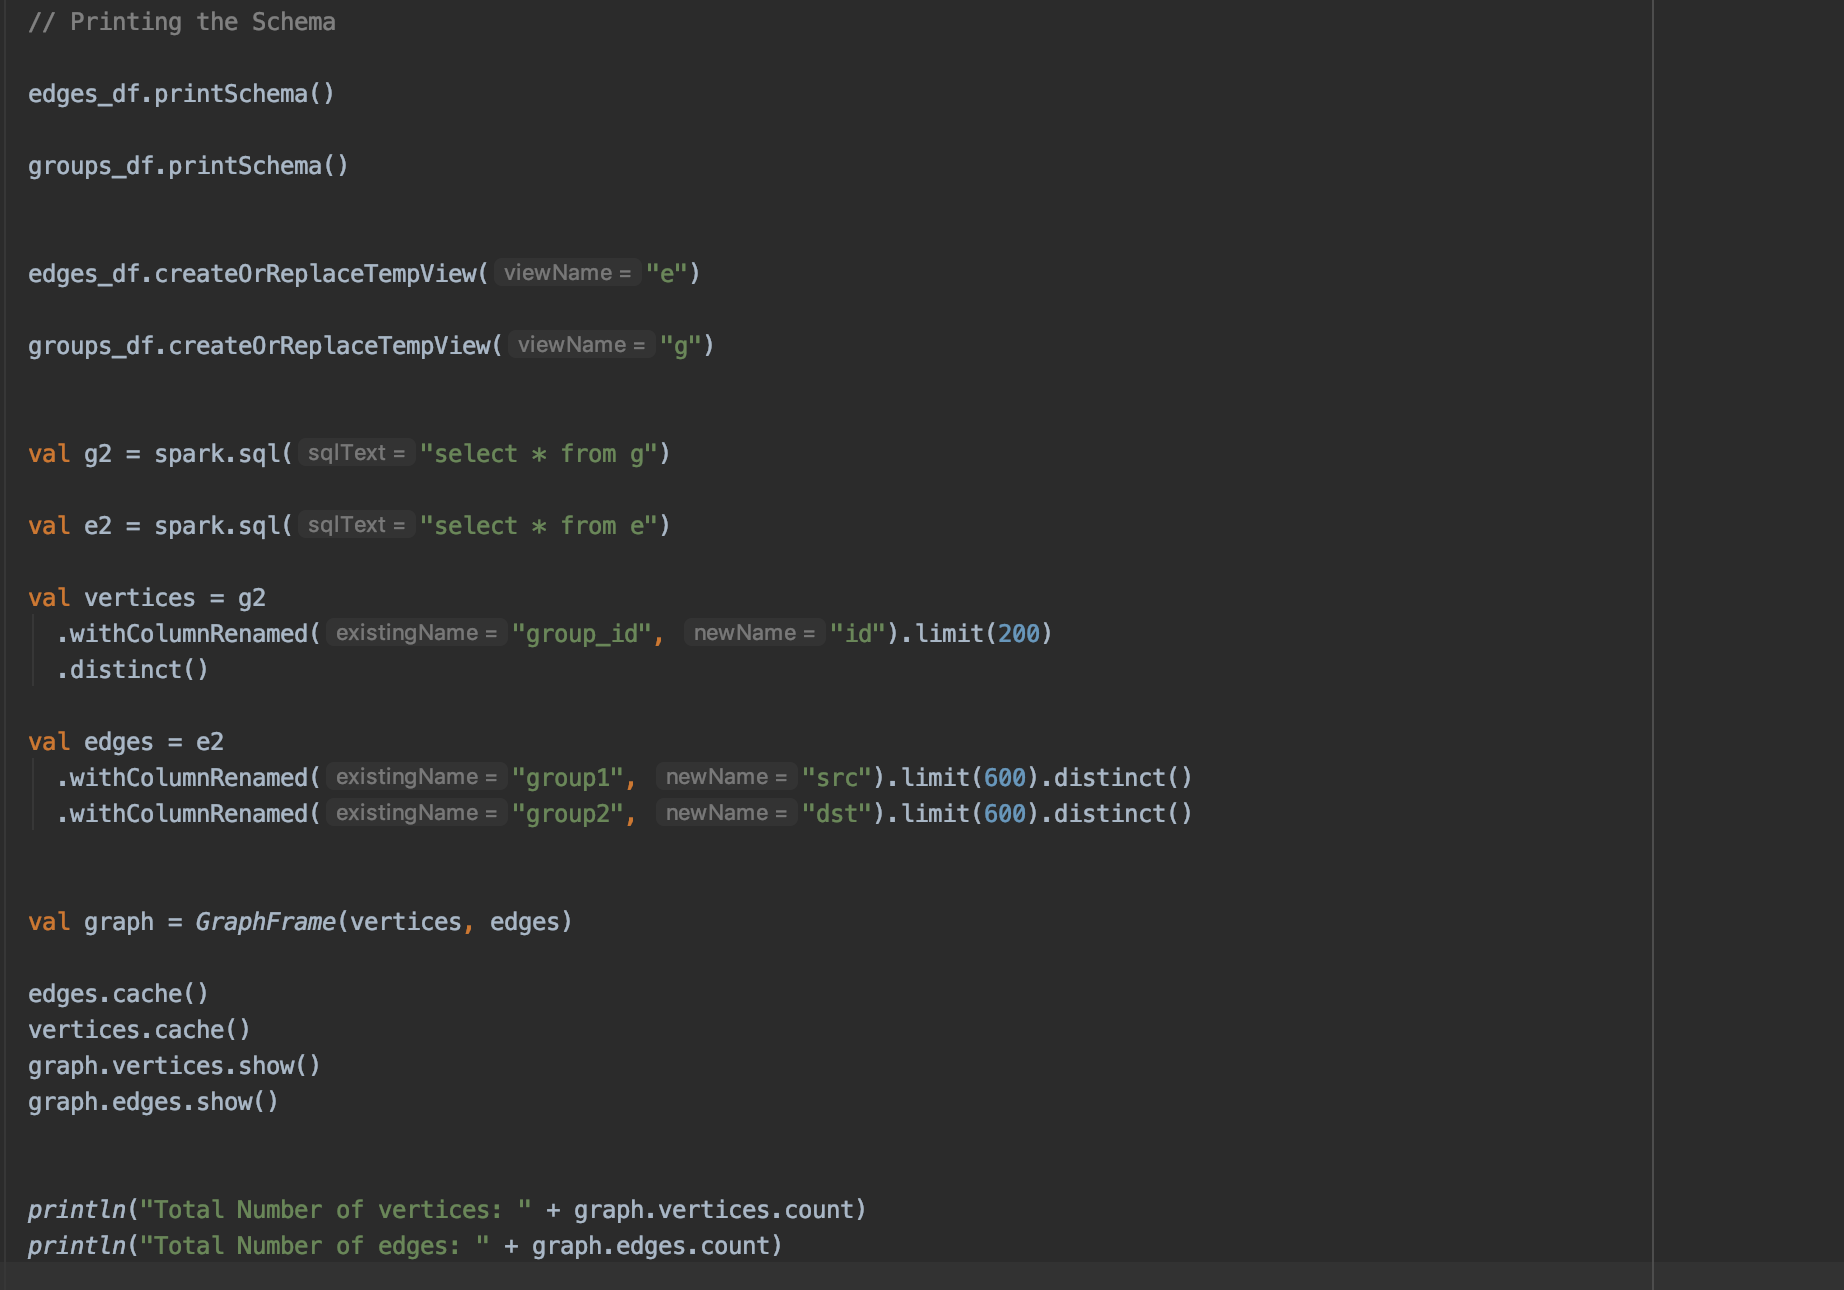 // Printing the Schema
edges_df.printSchema()
groups_df.printSchema()
edges_df.createOrReplaceTempView( viewName = "e")
groups_df.createOrReplaceTempView( viewName = "g")
val g2 = spark.sql( sqlText = "select * from g")
val e2 = spark.sql( sqlText = "select * from e")
val vertices = g2
.withColumnRenamed( existingName = "group_id", newName = "id").limit(200)
.distinct()
val edges = e2
.withColumnRenamed( existingName = "group1", newName = "src").limit(600).distinct()
.withColumnRenamed( existingName = "group2", newName = "dst").limit(600).distinct()
val graph = GraphFrame(vertices, edges)
edges.cache()
vertices.cache()
graph.vertices.show()
graph.edges.show()
println("Total Number of vertices: " + graph.vertices.count)
println("Total Number of edges: " + graph.edges.count)